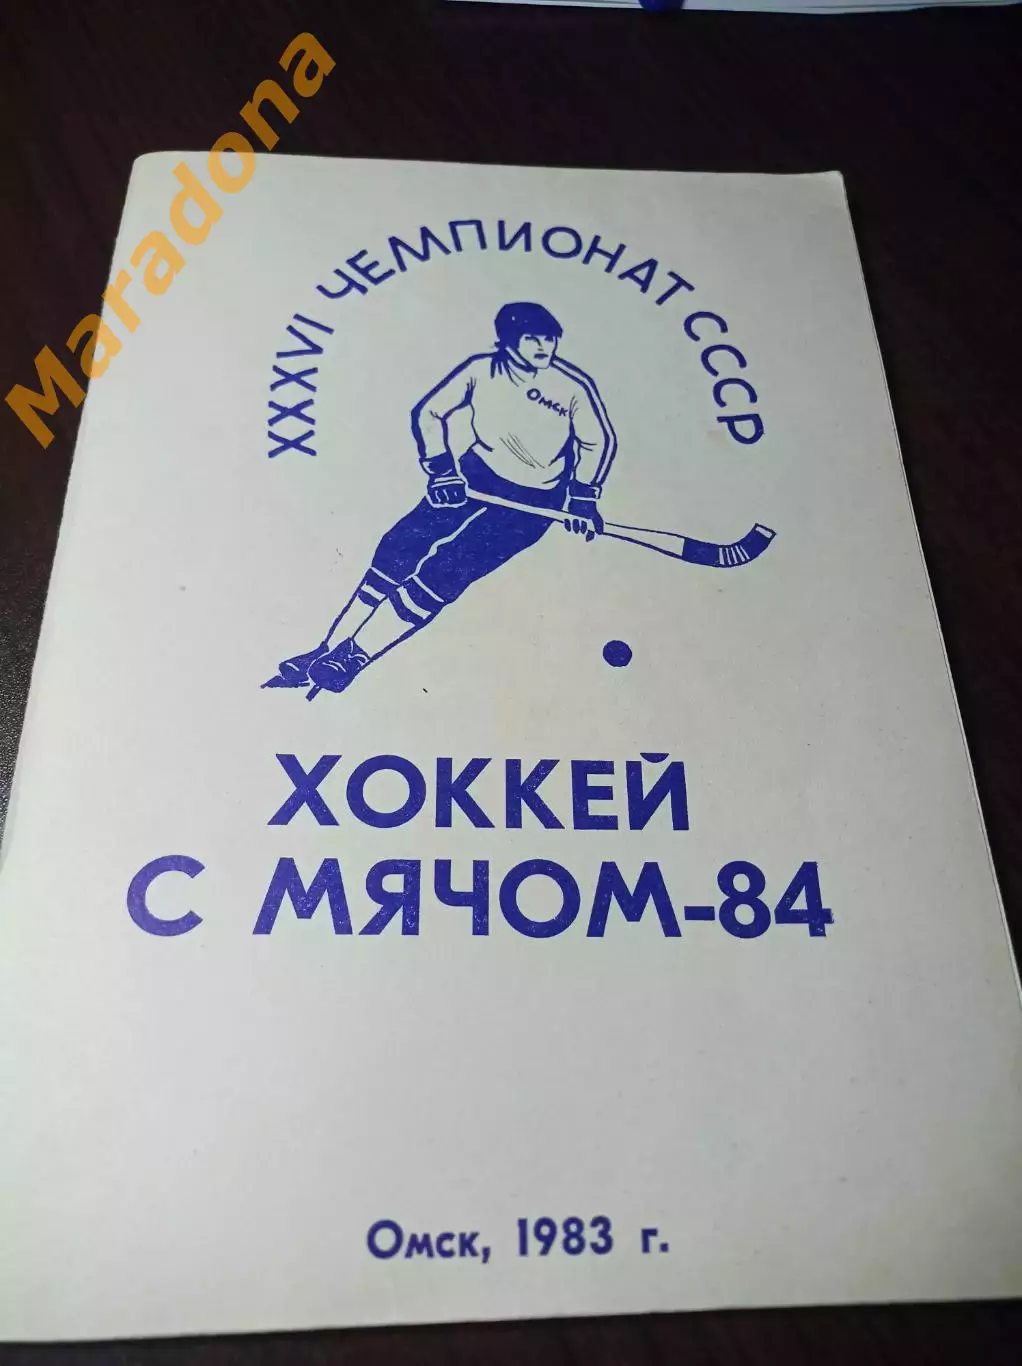 Maradona
XXXVI ЧЕМПИОНАТ СССР
Омск
ХОККЕЙ
С МЯЧОМ-84
Омск, 1983 г.